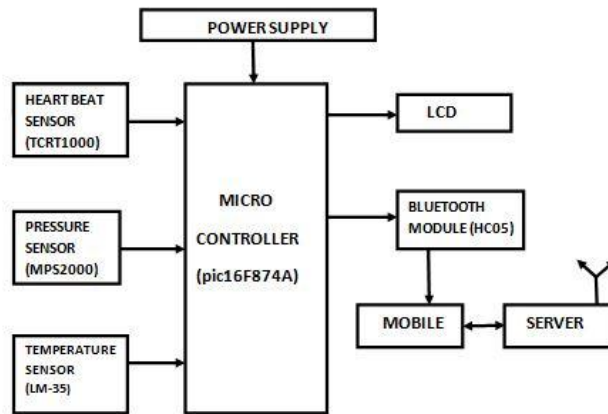 POWER SUPPLY
HEART BEAT
SENSOR
(TCRT1000)
PRESSURE
SENSOR
(MPS2000)
TEMPERATURE
SENSOR
(LM-35)
MICRO
CONTROLLER
(pic16F874A)
LCD
BLUETOOTH
MODULE (HC05)
MOBILE
SERVER